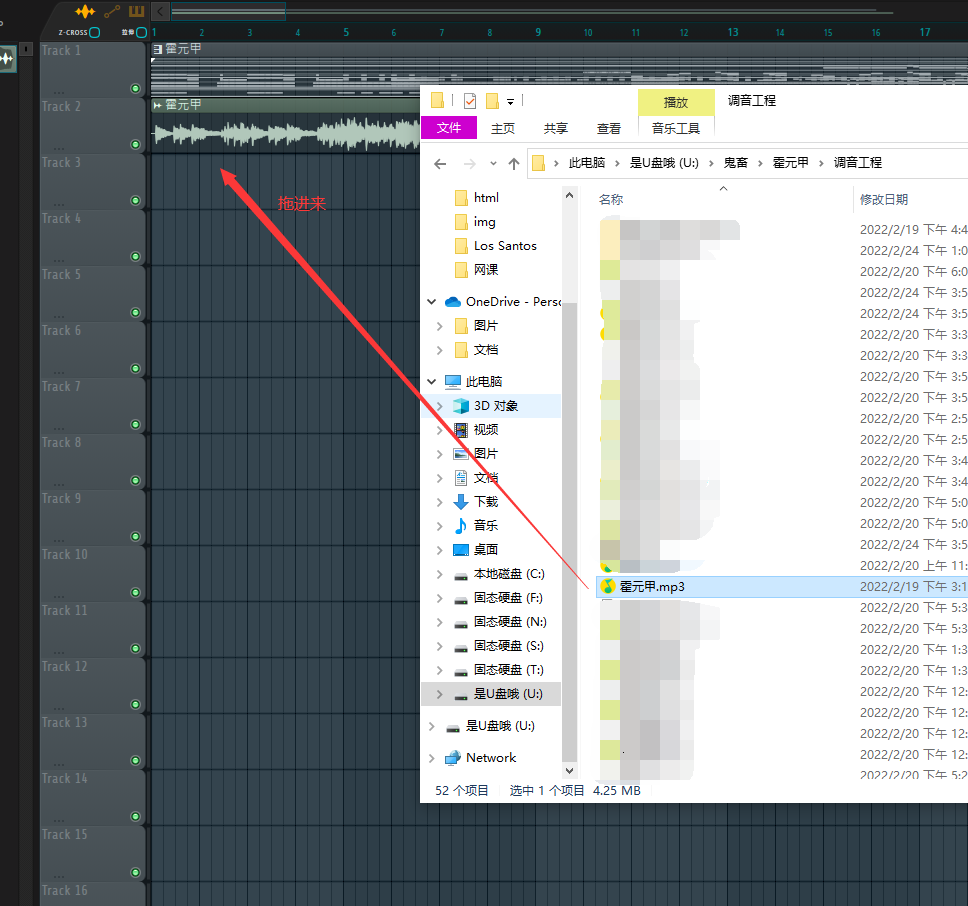 Z-CROSS
拉伸
1 2 3 4 5 6 7 8 9 10 11 12 13 14 15 16 17
Track 1
霍元甲
Track 2
霍元甲
Track 3
Track 4
Track 5
Track 6
Track 7
Track 8
Track 9
Track 10
Track 11
Track 12
Track 13
Track 14
Track 15
Track 16
拖进来
播放
调音工程
文件
主页
共享
查看
音乐工具
此电脑 › 是U盘哦 (U:) › 鬼畜 › 霍元甲 › 调音工程
html
img
Los Santos
网课
OneDrive - Perso
图片
文档
此电脑
3D 对象
视频
图片
文档
下载
音乐
桌面
本地磁盘 (C:)
固态硬盘 (F:)
固态硬盘 (N:)
固态硬盘 (S:)
固态硬盘 (T:)
是U盘哦 (U:)
是U盘哦 (U:)
Network
名称
修改日期
2022/2/19 下午 4:4
2022/2/24 下午 1:0
2022/2/20 下午 6:0
2022/2/24 下午 3:5
2022/2/24 下午 3:5
2022/2/20 下午 3:3
2022/2/20 下午 3:3
2022/2/20 下午 3:5
2022/2/20 下午 3:5
2022/2/20 下午 2:5
2022/2/20 下午 2:5
2022/2/20 下午 3:4
2022/2/20 下午 3:4
2022/2/20 下午 5:0
2022/2/20 下午 5:0
2022/2/24 下午 3:5
2022/2/20 上午 11:
霍元甲.mp3
2022/2/19 下午 3:1
2022/2/20 下午 5:3
2022/2/20 下午 5:3
2022/2/20 下午 1:3
2022/2/20 下午 1:3
2022/2/20 下午 12:
2022/2/20 下午 12:
2022/2/20 下午 12:
2022/2/20 下午 12:
2022/2/20 下午 5:2
52 个项目
选中 1 个项目
4.25 MB